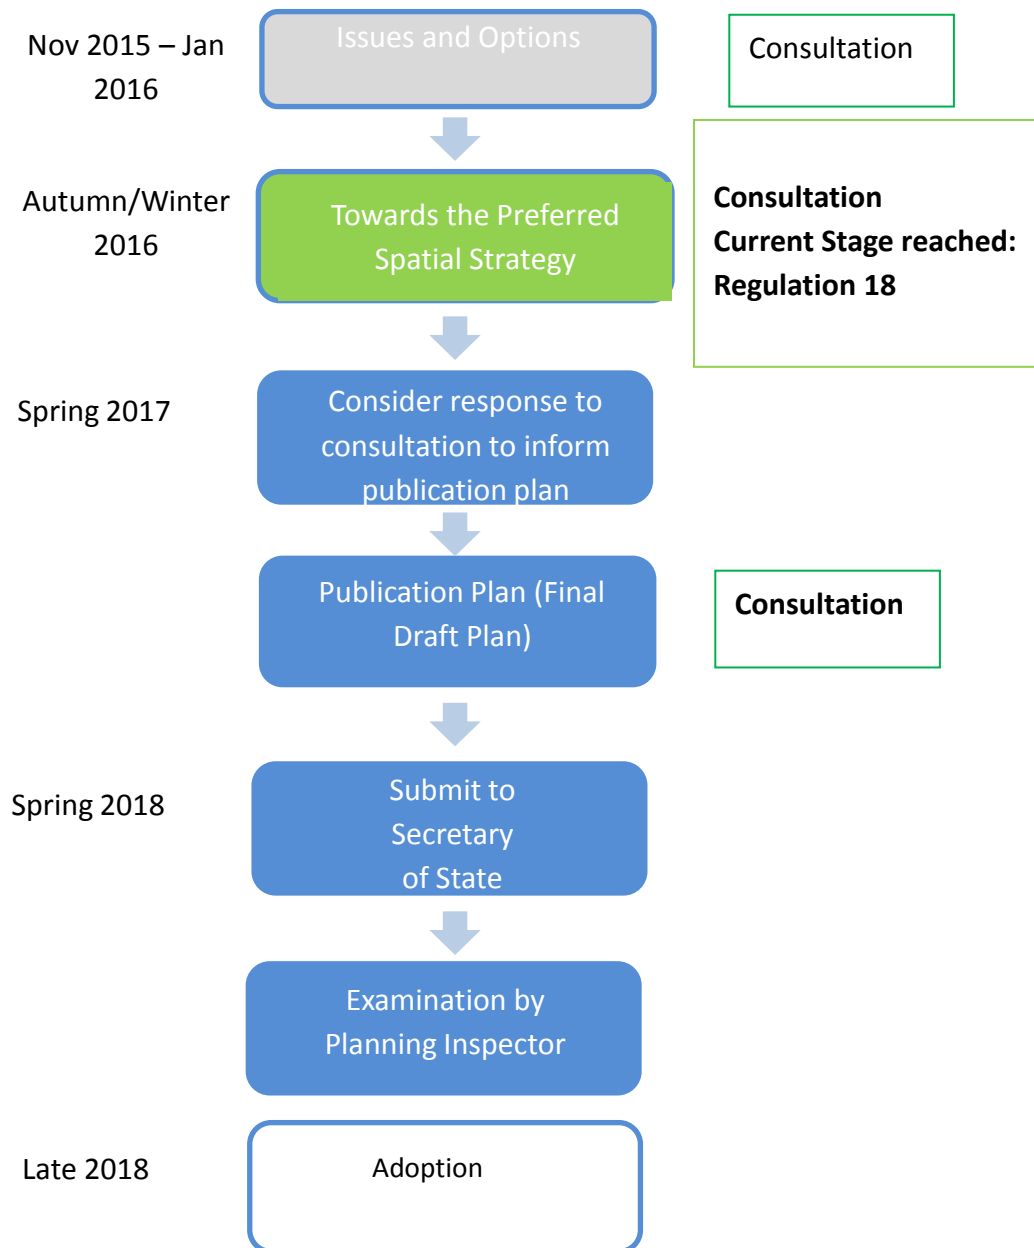 Nov 2015 – Jan
2016
Issues and Options
Consultation
Autumn/Winter
2016
Towards the Preferred
Spatial Strategy
Consultation
Current Stage reached:
Regulation 18
Spring 2017
Consider response to
consultation to inform
publication plan
Publication Plan (Final
Draft Plan)
Consultation
Spring 2018
Submit to
Secretary
of State
Examination by
Planning Inspector
Late 2018
Adoption